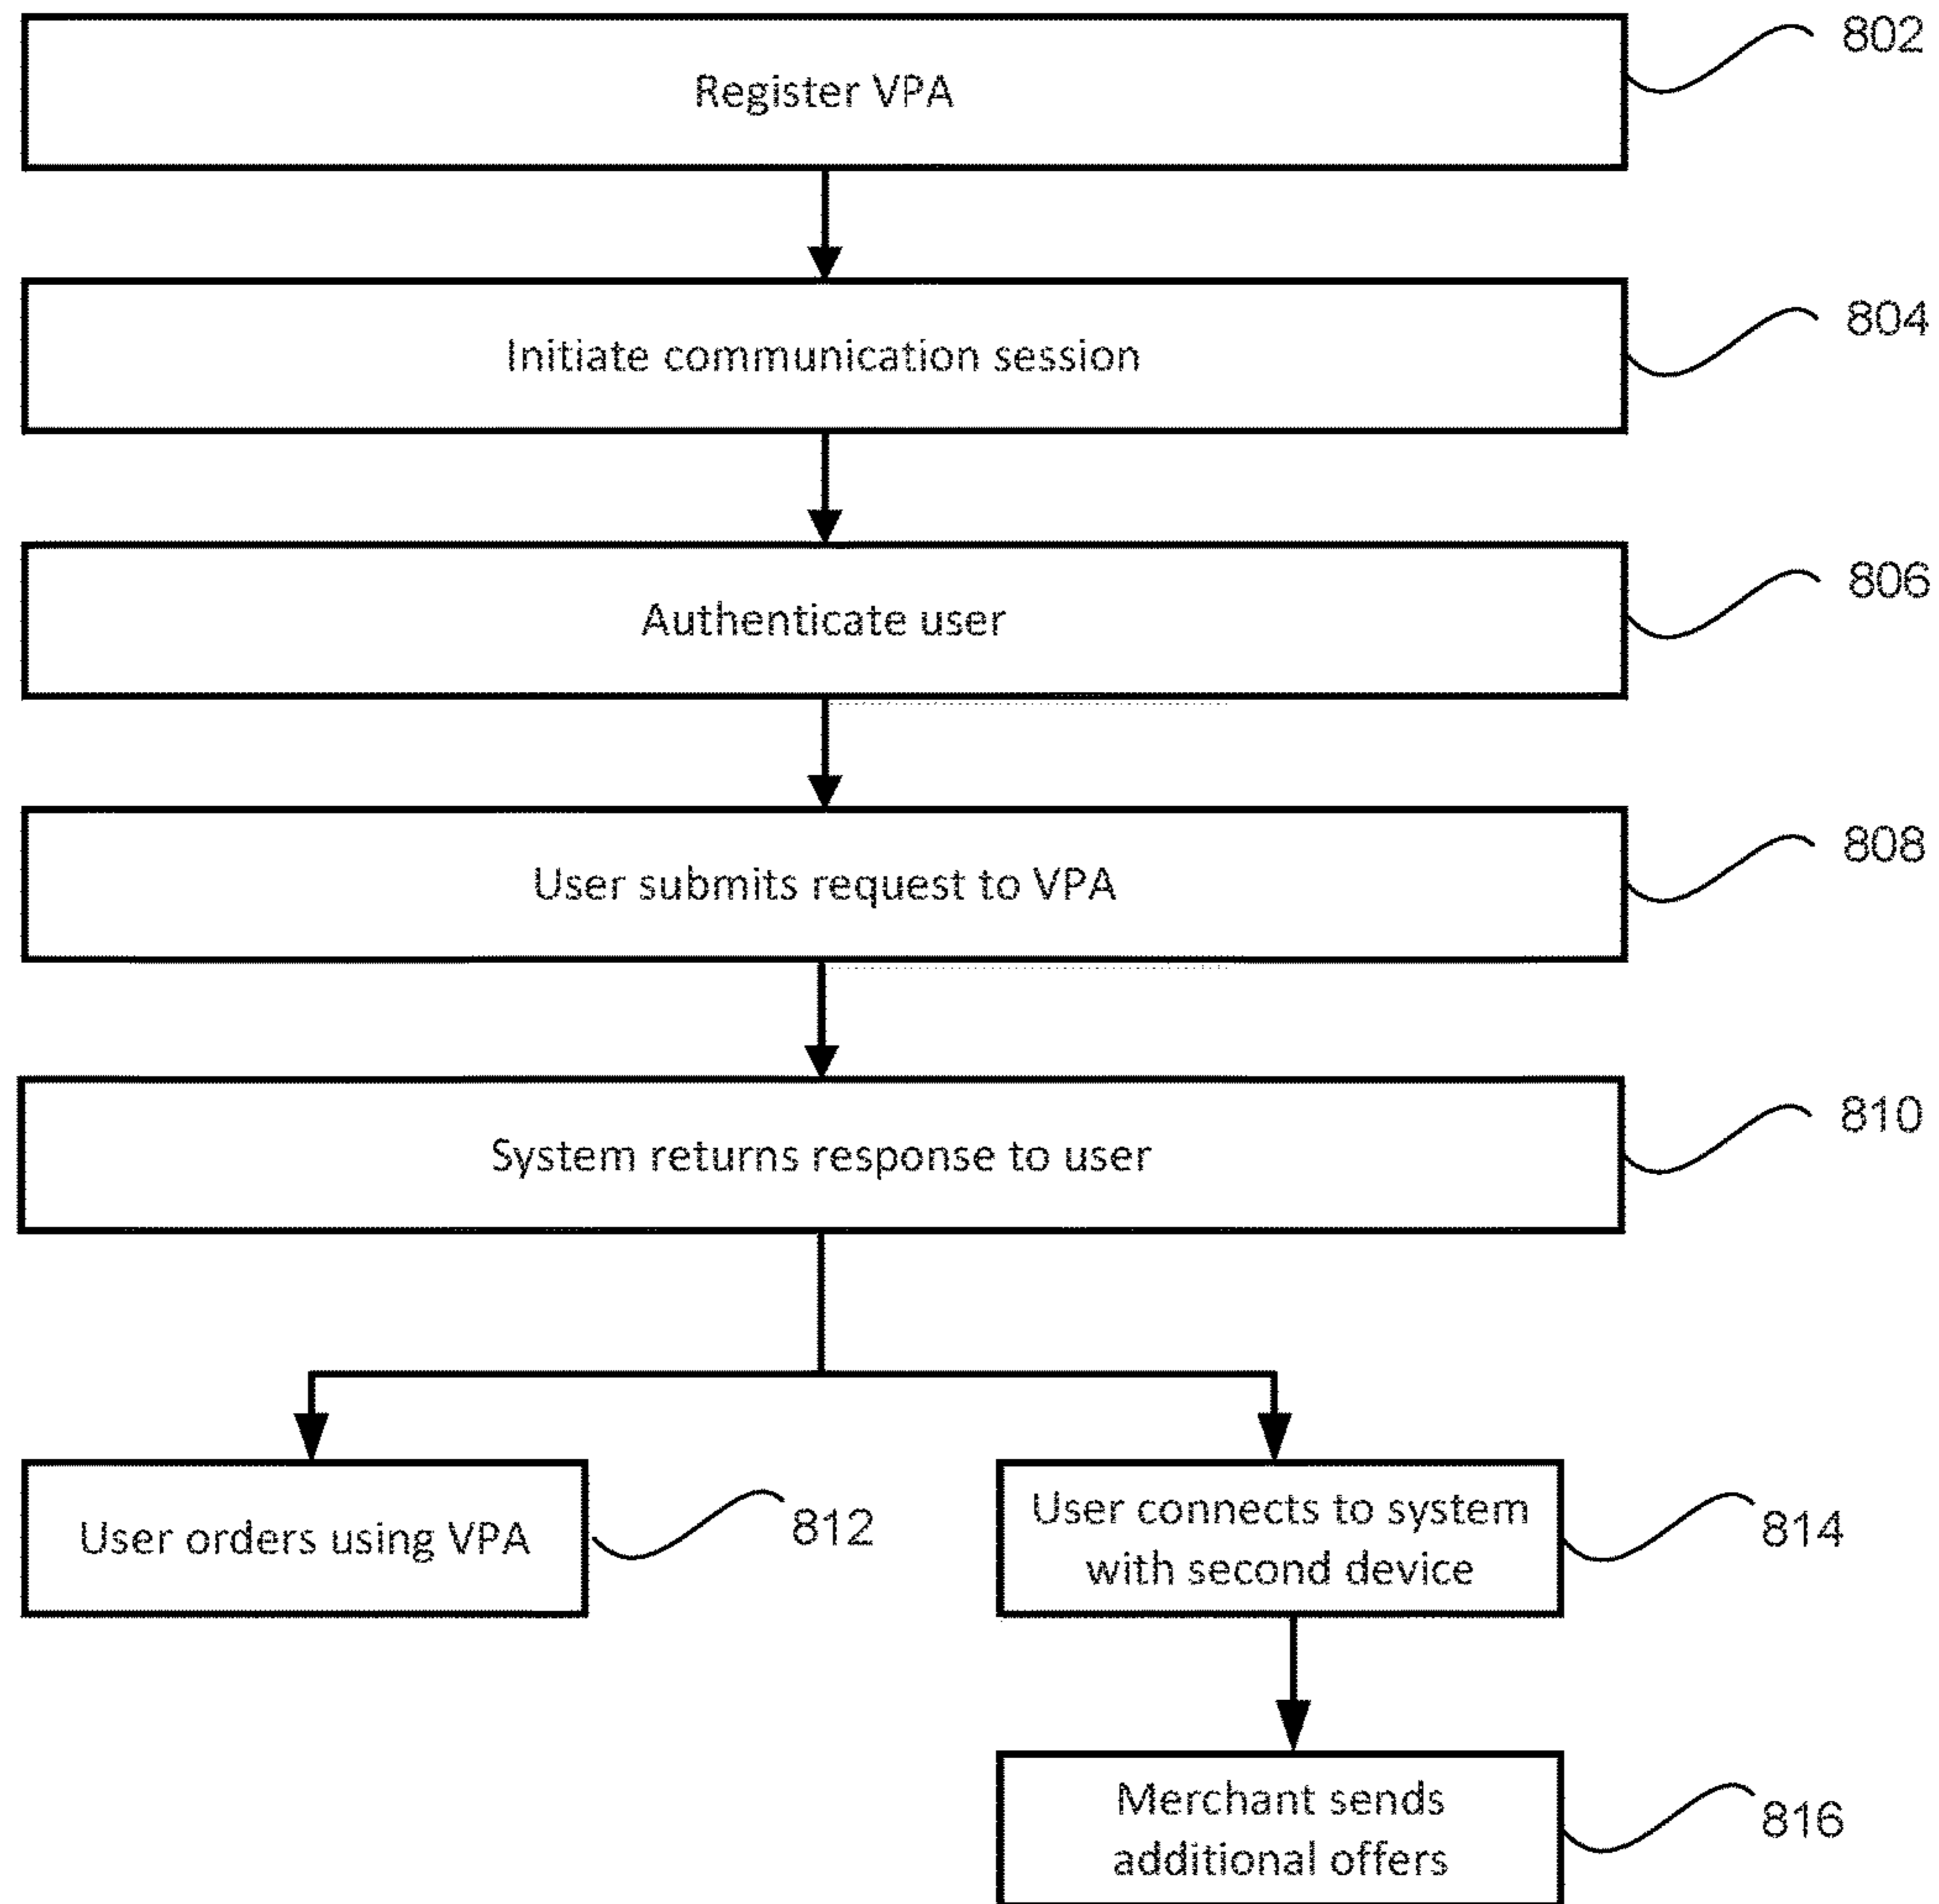 Register VPA
802
Initiate communication session
804
Authenticate user
806
User submits request to VPA
808
System returns response to user
810
User orders using VPA
812
User connects to system
with second device
814
Merchant sends
additional offers
816